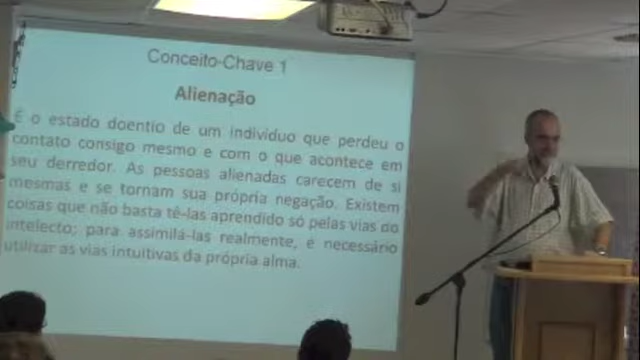 Conceito-Chave 1
Alienação
É o estado doentio de um indivíduo que perdeu o
contato consigo mesmo e com o que acontece em
seu derredor. As pessoas alienadas carecem de si
mesmas e se tornam sua própria negação. Existem
coisas que não basta tê-las aprendido só pelas vias do
intelecto; para assimilá-las realmente, é necessário
utilizar as vias intuitivas da própria alma.